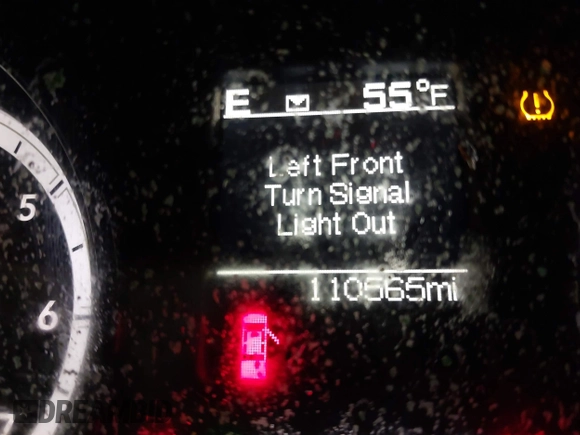 E 55°F
Left Front
Turn Signal
Light Out
110565mi
5
6